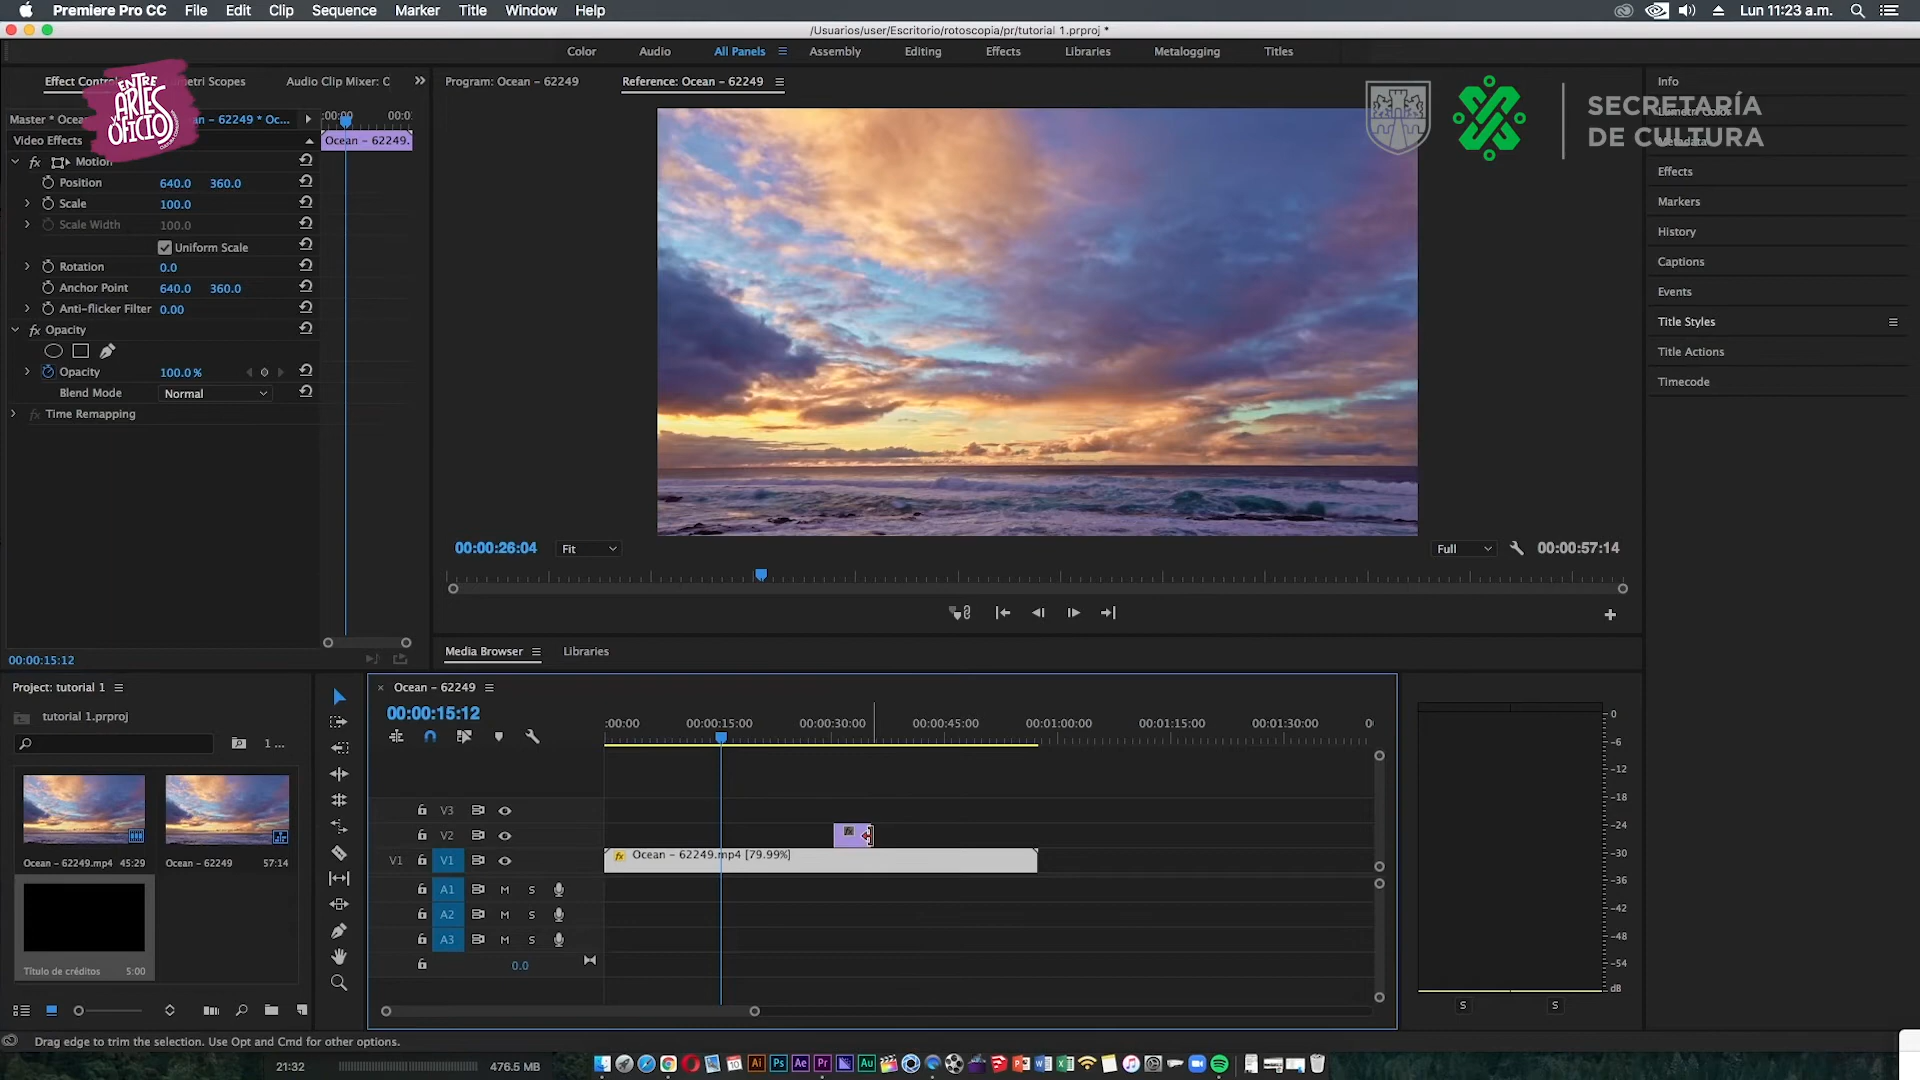 Premiere Pro CC File Edit Clip Sequence Marker Title Window Help Lun 11:23 a.m.
/Usuarios/user/Escritorio/rotoscopia/pr/tutorial 1.prproj *
Color Audio All Panels Assembly Editing Effects Libraries Metalogging Titles
Effect Contr metri Scopes Audio Clip Mixer: C Program: Ocean - 62249 Reference: Ocean - 62249 Info
ENTRE
ARTES
Y
OFICIOS
SECRETARÍA
DE CULTURA
Master * Ocea n - 62249 * Oc... :00:00 00:0
Video Effects Ocean - 62249.
Motion
Position 640.0 360.0
Scale 100.0
Scale Width 100.0
Uniform Scale
Rotation 0.0
Anchor Point 640.0 360.0
Anti-flicker Filter 0.00
fx Opacity
Opacity 100.0 %
Blend Mode Normal
fx Time Remapping
00:00:15:12
Lumetri Color
Metadata
Effects
Markers
History
Captions
Events
Title Styles
Title Actions
Timecode
00:00:26:04 Fit Full 00:00:57:14
Media Browser Libraries
Project: tutorial 1
tutorial 1.prproj
1 ...
Ocean - 62249.mp4 45:29 Ocean - 62249 57:14
Título de créditos 5:00
× Ocean - 62249
00:00:15:12
:00:00 00:00:15:00 00:00:30:00 00:00:45:00 00:01:00:00 00:01:15:00 00:01:30:00 0
V3
V2 fx
V1 V1 fx Ocean - 62249.mp4 [79.99%]
A1 M S
A2 M S
A3 M S
0.0
0
-6
-12
-18
-24
-30
-36
-42
-48
-54
dB
S S
Drag edge to trim the selection. Use Opt and Cmd for other options.
21:32 476.5 MB
10 Ai Ps Ae Pr Au